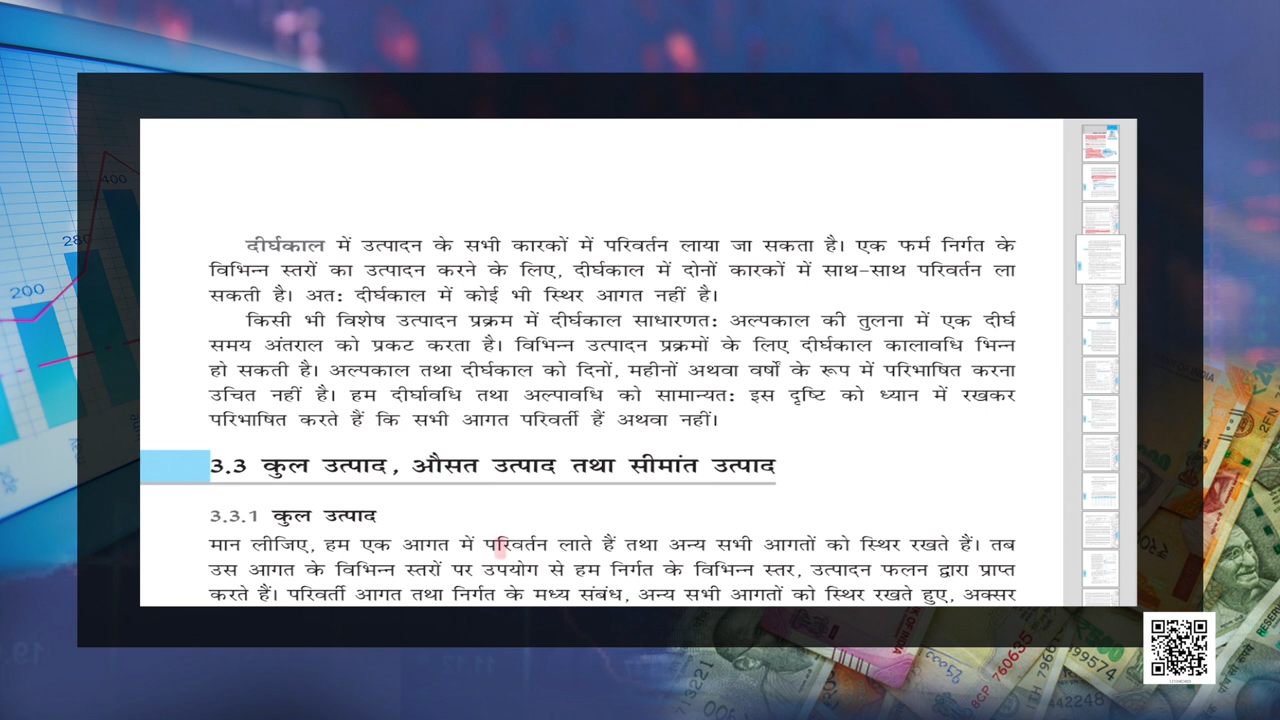 दीर्घकाल में उत्पादन के सभी कारकों में परिवर्तन लाया जा सकता है। एक फर्म निर्गत के
विभिन्न स्तरों का उत्पादन करने के लिए, दीर्घकाल में दोनों कारकों में साथ-साथ परिवर्तन ला
सकती है। अत: दीर्घकाल में कोई भी स्थिर आगत नहीं है।
किसी भी विशेष उत्पादन प्रक्रम में दीर्घकाल साधारणत: अल्पकाल की तुलना में एक दीर्घ
समय अंतराल को प्रकट करता है। विभिन्न उत्पादन प्रक्रमों के लिए दीर्घकाल कालावधि भिन्न
हो सकती है। अल्पकाल तथा दीर्घकाल को दिनों, महीनों अथवा वर्षों के रूप में परिभाषित करना
उचित नहीं है। हम दीर्घावधि तथा अल्पावधि को सामान्यत: इस दृष्टि को ध्यान में रखकर
परिभाषित करते हैं कि सभी आगत परिवर्ती हैं अथवा नहीं।
3.3 कुल उत्पाद, औसत उत्पाद तथा सीमांत उत्पाद
3.3.1 कुल उत्पाद
मान लीजिए, हम एक आगत में परिवर्तन लाते हैं तथा अन्य सभी आगतों को स्थिर रखते हैं। तब
उस आगत के विभिन्न स्तरों पर उपयोग से हम निर्गत के विभिन्न स्तर, उत्पादन फलन द्वारा प्राप्त
करते हैं। परिवर्ती आगत तथा निर्गत के मध्य संबंध, अन्य सभी आगतों को स्थिर रखते हुए, अक्सर
400
280
200
760635
442248